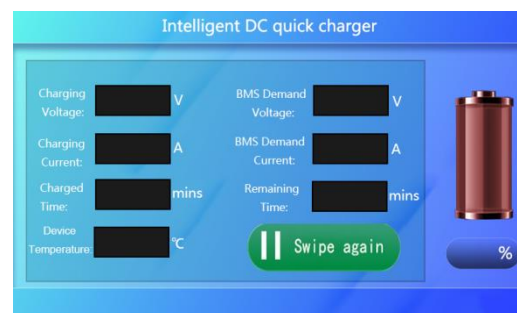 Intelligent DC quick charger
Charging
Voltage:
V
BMS Demand
Voltage:
V
Charging
Current:
A
BMS Demand
Current:
A
Charged
Time:
mins
Remaining
Time:
mins
Device
Temperature:
℃
Swipe again
%